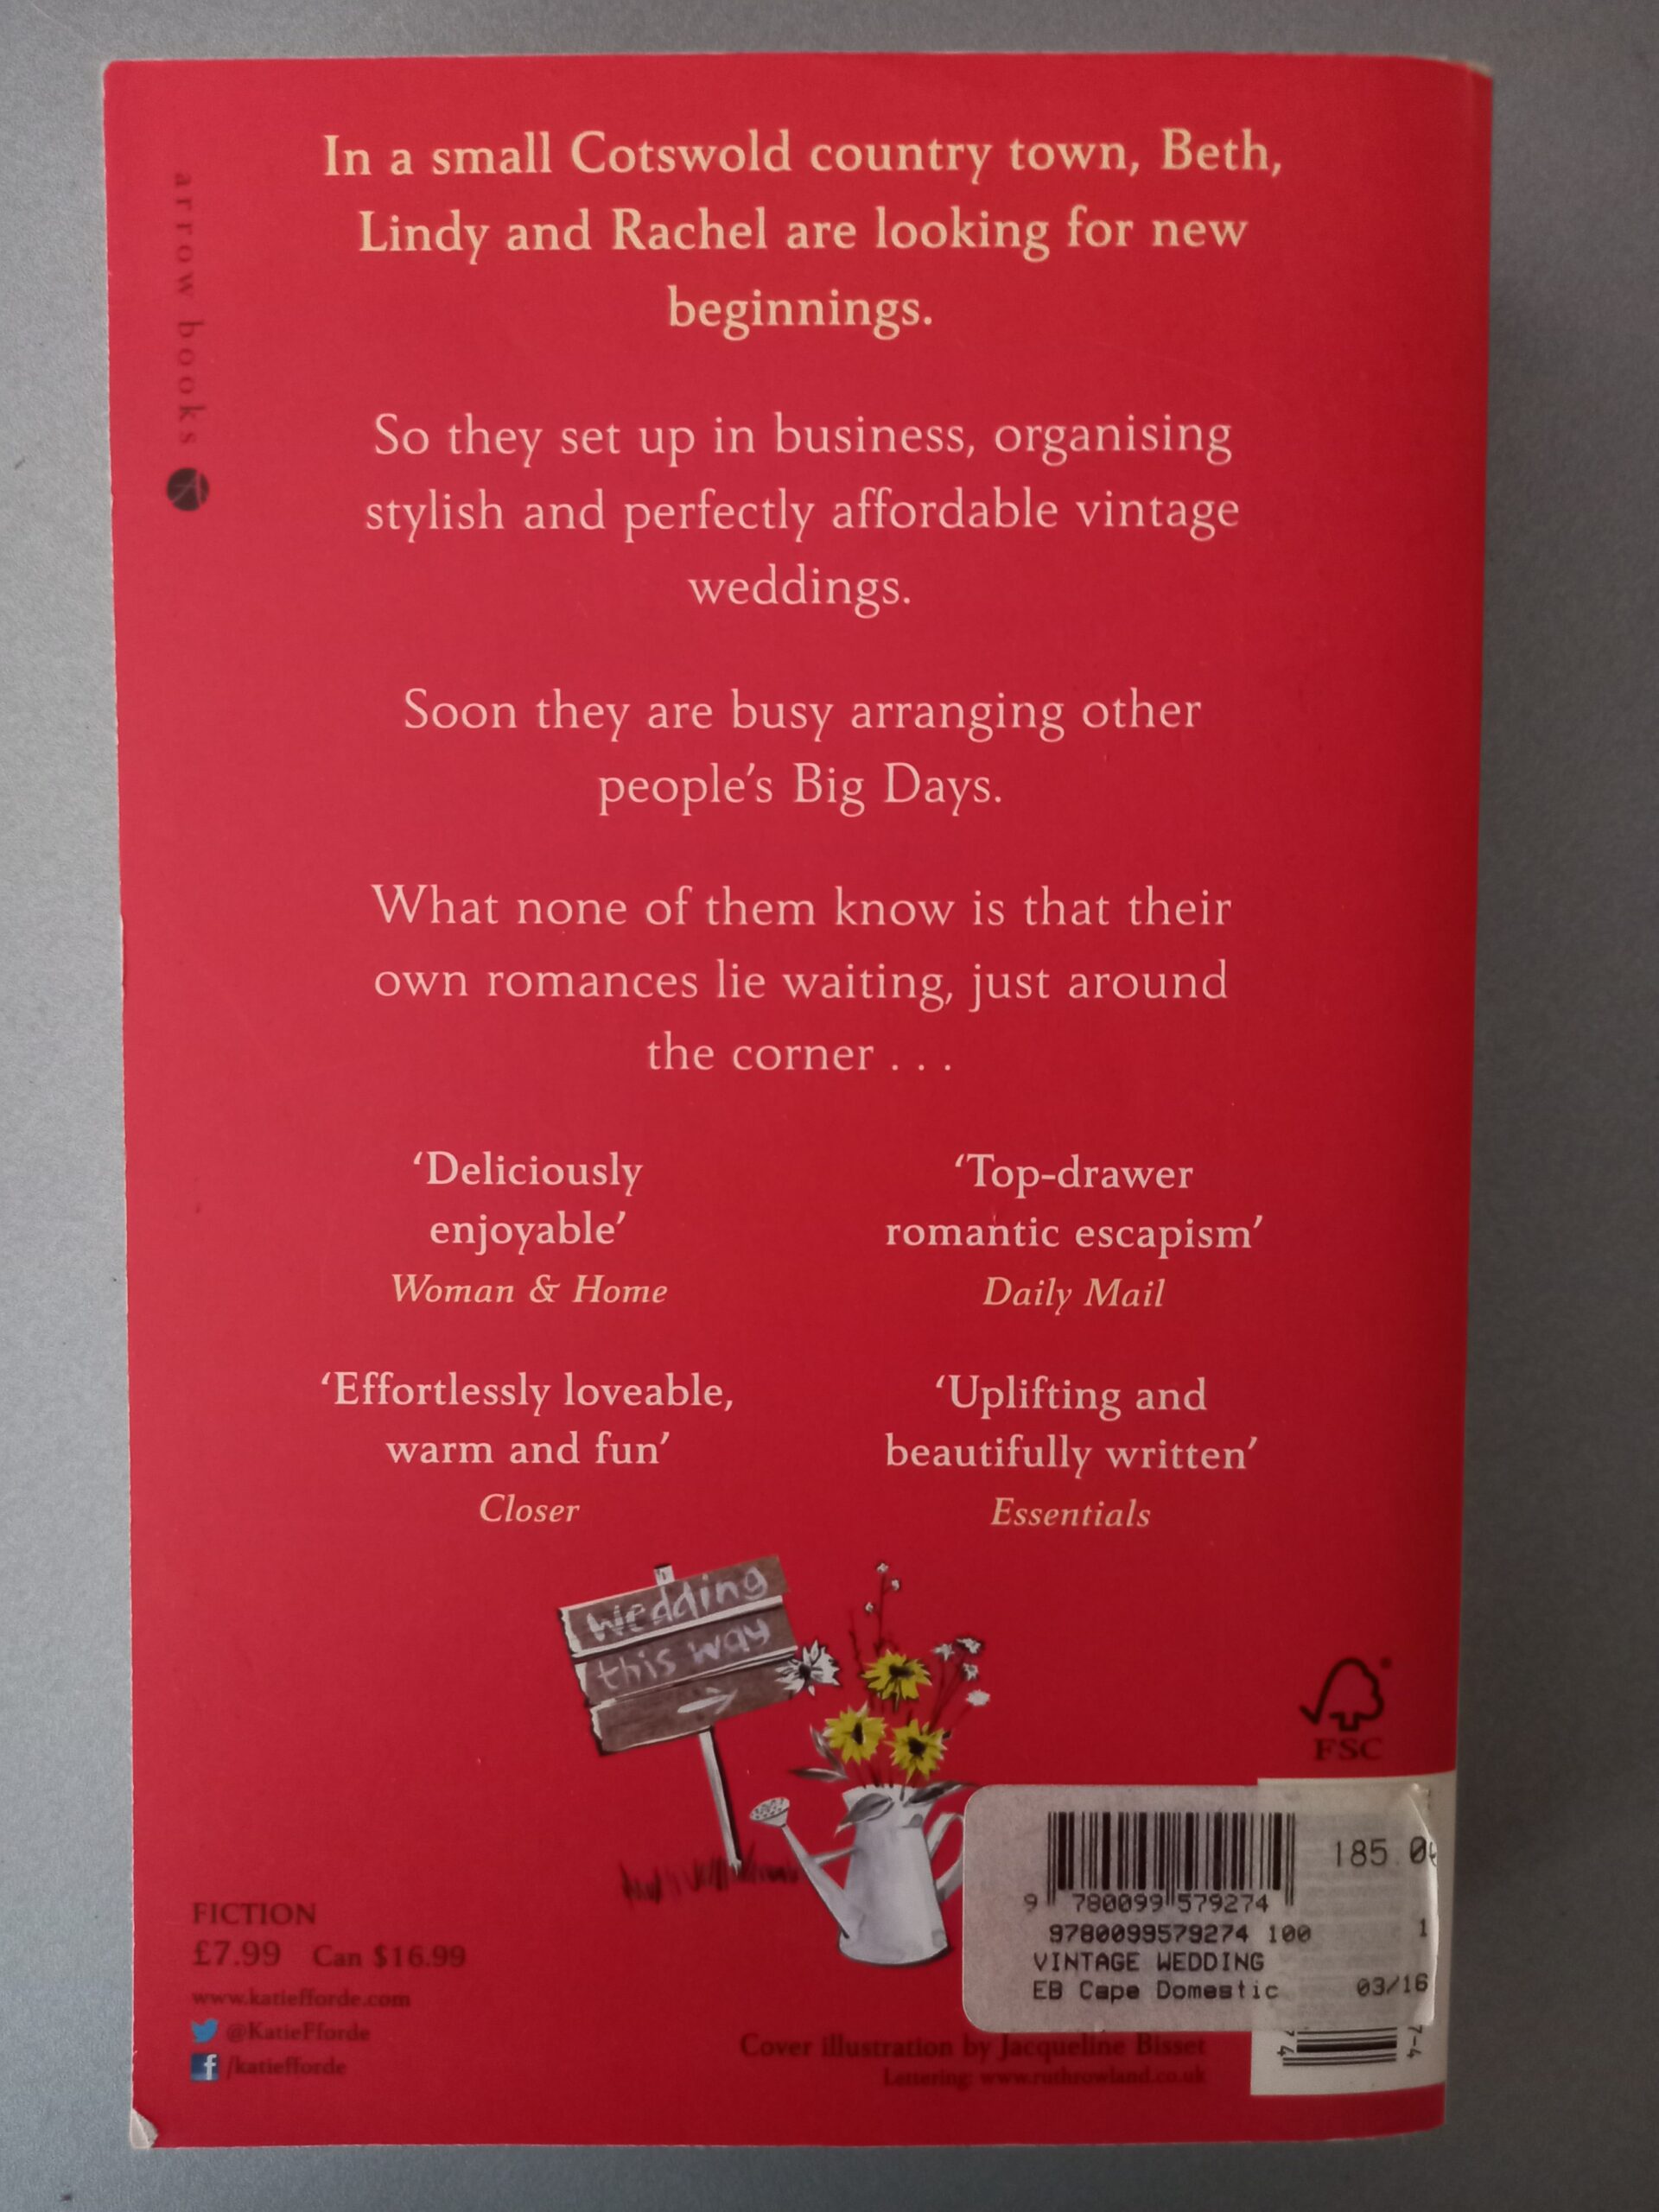 arrow books
In a small Cotswold country town, Beth,
Lindy and Rachel are looking for new
beginnings.
So they set up in business, organising
stylish and perfectly affordable vintage
weddings.
Soon they are busy arranging other
people's Big Days.
What none of them know is that their
own romances lie waiting, just around
the corner . . .
'Deliciously
enjoyable'
Woman & Home
'Top-drawer
romantic escapism'
Daily Mail
'Effortlessly loveable,
warm and fun'
Closer
'Uplifting and
beautifully written'
Essentials
wedding
this way
FSC
®
FICTION
£7.99 Can $16.99
www.katiefforde.com
@KatieFforde
/katiefforde
Cover illustration by Jacqueline Bisset
Lettering: www.ruthrowland.co.uk
185.0
9 780099 579274
9780099579274 100 1
VINTAGE WEDDING
EB Cape Domestic 03/16
7-4
74